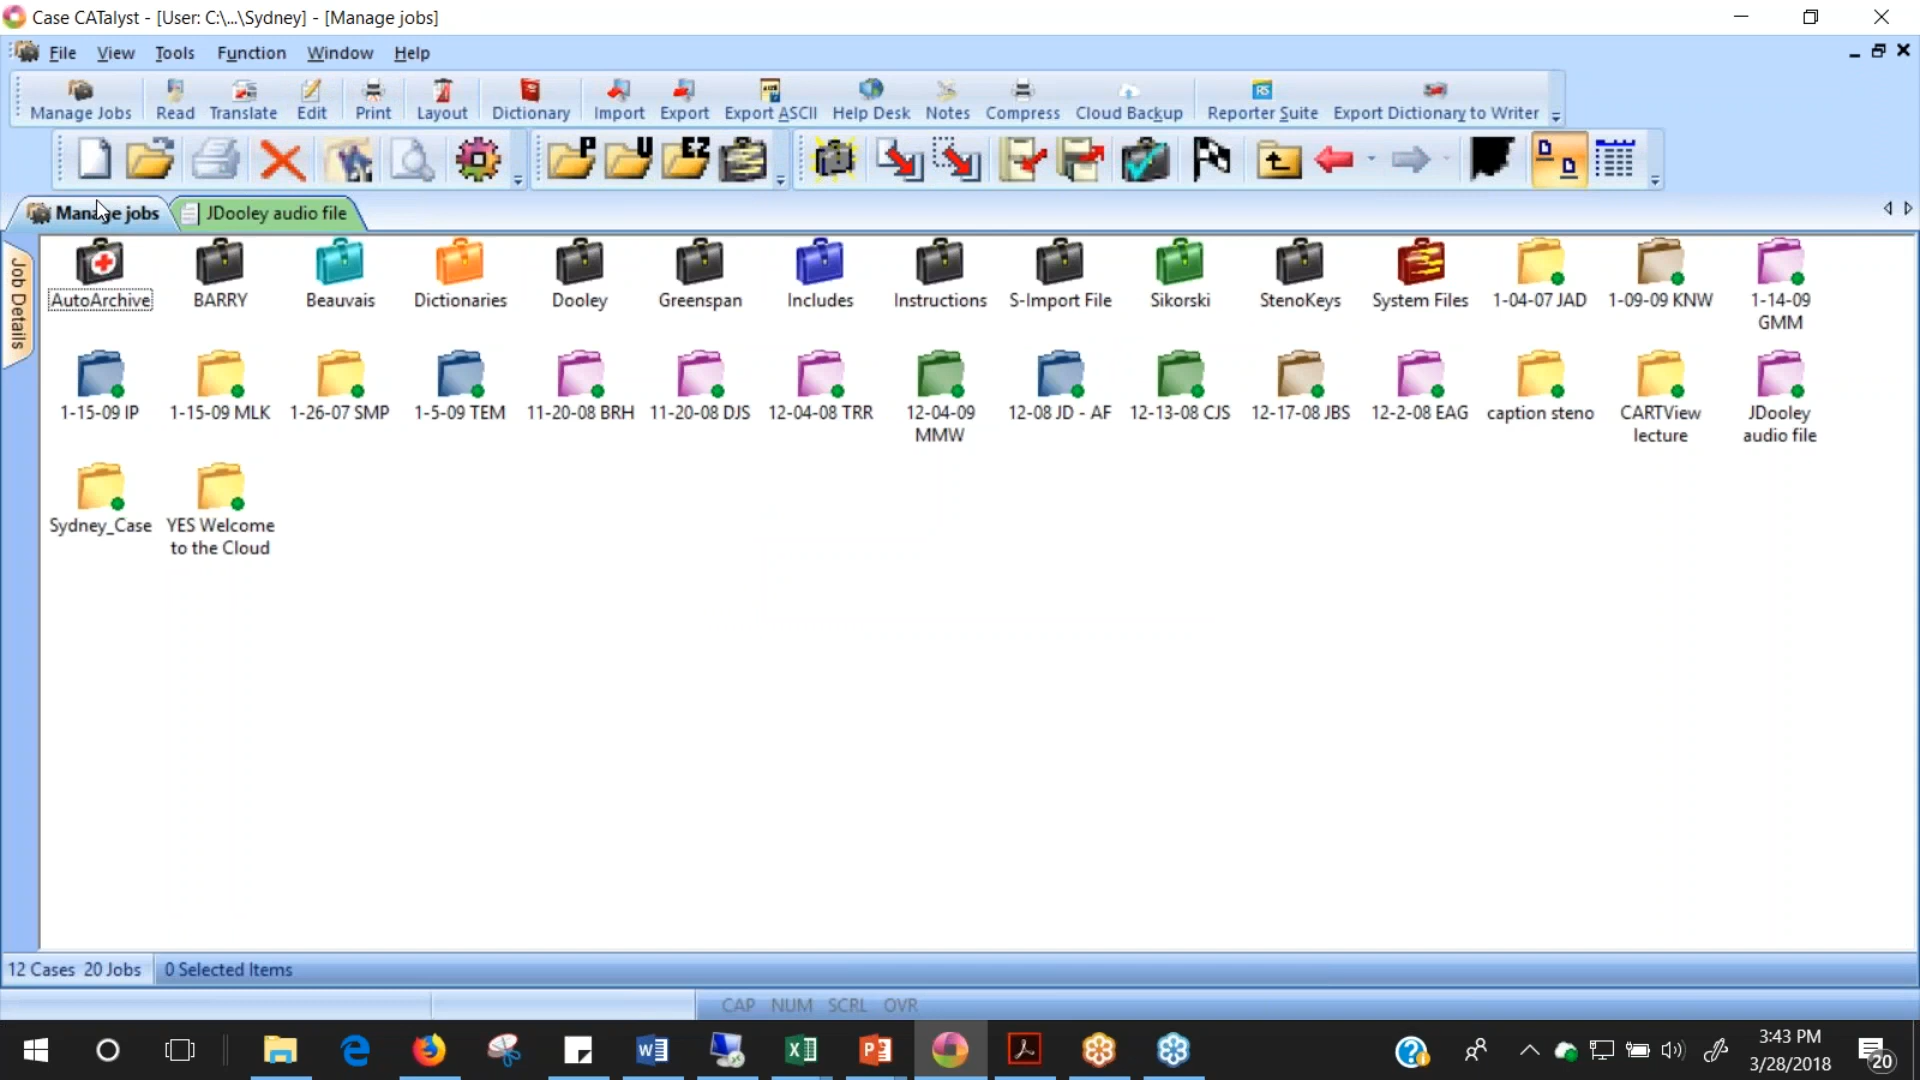 Case CATalyst - [User: C:\...\Sydney] - [Manage jobs]
File View Tools Function Window Help
Manage Jobs Read Translate Edit Print Layout Dictionary Import Export Export ASCII Help Desk Notes Compress Cloud Backup Reporter Suite Export Dictionary to Writer
P U EZ D D
Manage jobs JDooley audio file
Job Details
AutoArchive BARRY Beauvais Dictionaries Dooley Greenspan Includes Instructions S-Import File Sikorski StenoKeys System Files 1-04-07 JAD 1-09-09 KNW 1-14-09
GMM
1-15-09 IP 1-15-09 MLK 1-26-07 SMP 1-5-09 TEM 11-20-08 BRH 11-20-08 DJS 12-04-08 TRR 12-04-09 12-08 JD - AF 12-13-08 CJS 12-17-08 JBS 12-2-08 EAG caption steno CARTView JDooley
MMW lecture audio file
Sydney_Case YES Welcome
to the Cloud
12 Cases 20 Jobs 0 Selected Items
CAP NUM SCRL OVR
3:43 PM
3/28/2018
20